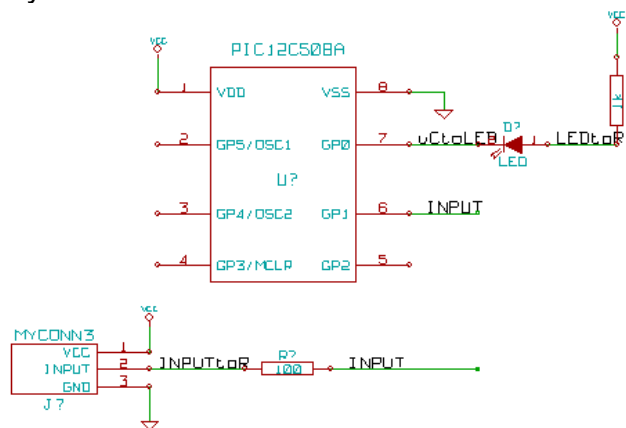 VCC
VCC
PIC12C508A
1 VDD VSS 8
1k
D?
2 GP5/OSC1 GP0 7 uCtoLED 1 LEDtoR
LED
U?
3 GP4/OSC2 GP1 6 INPUT
4 GP3/MCLR GP2 5
VCC
MYCONN3
VCC 1
R?
INPUT 2 INPUTtoR 100 INPUT
GND 3
J?